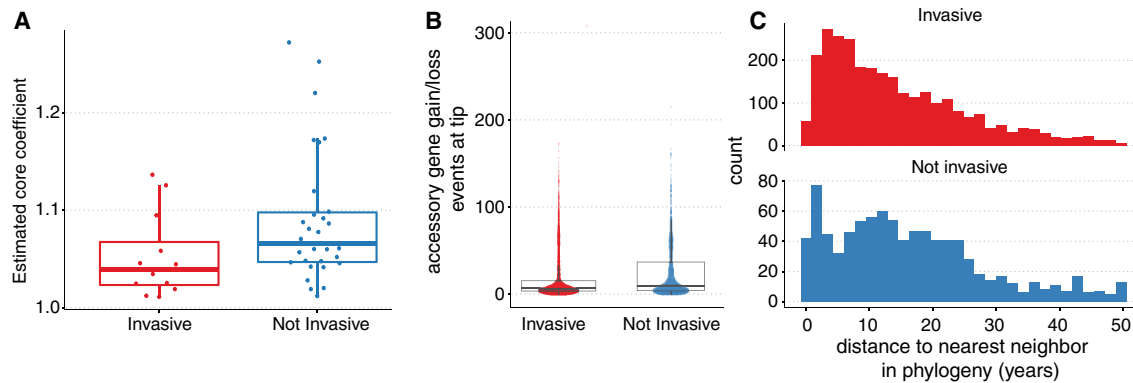 A
Estimated core coefficient
1.2
1.1
1.0
Invasive
Not Invasive
B
accessory gene gain/loss
events at tip
300
200
100
0
Invasive
Not Invasive
C
Invasive
200
100
0
count
Not invasive
80
60
40
20
0
0
10
20
30
40
50
distance to nearest neighbor
in phylogeny (years)